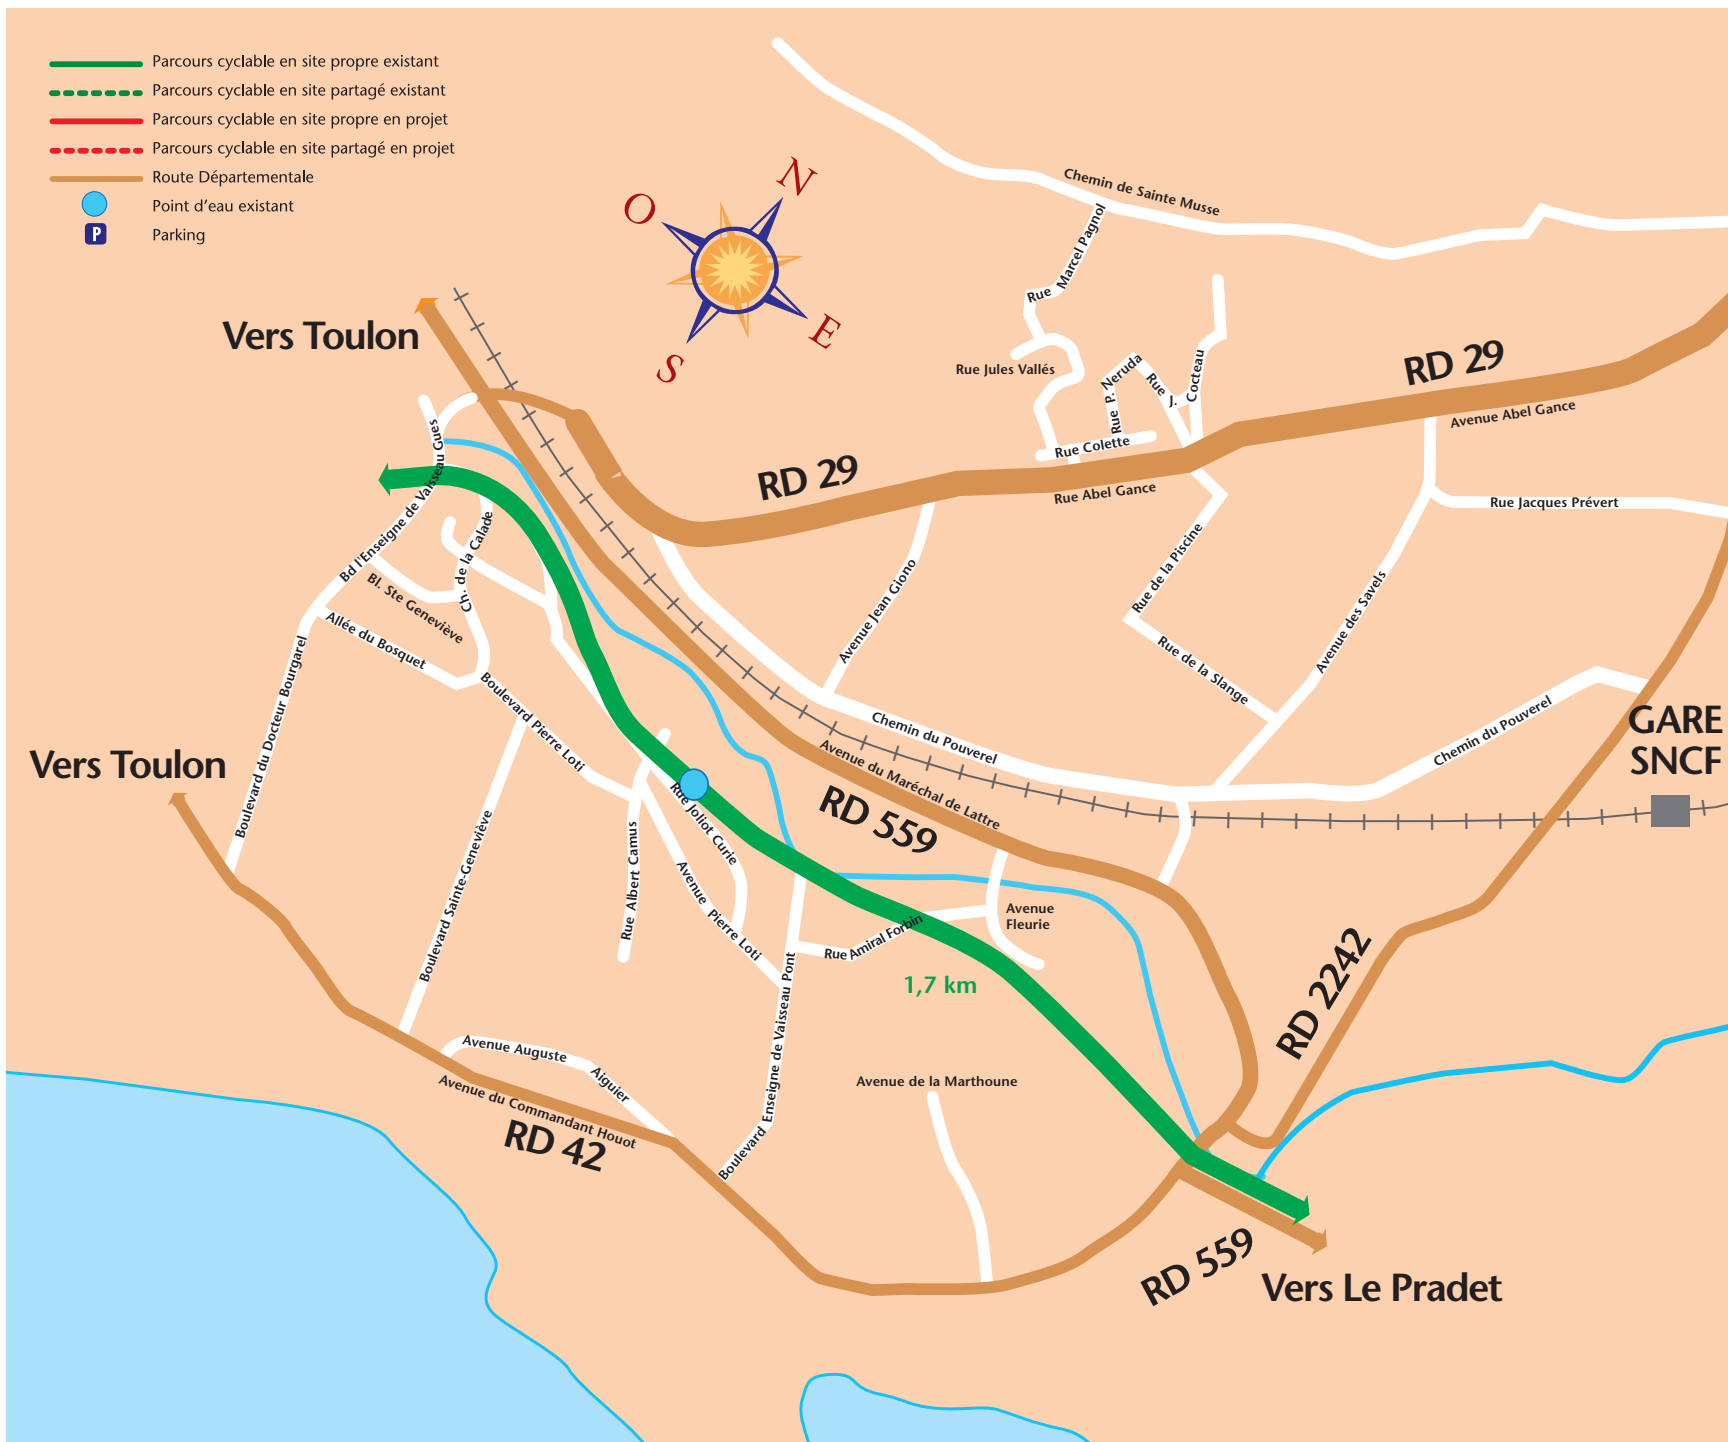 Parcours cyclable en site propre existant
Parcours cyclable en site partagé existant
Parcours cyclable en site propre en projet
Parcours cyclable en site partagé en projet
Route Départementale
Point d'eau existant
P Parking
N
O
E
S
Chemin de Sainte Musse
Rue Marcel Pagnol
Rue Jules Vallés
Rue P. Neruda
Rue J. Cocteau
Rue Colette
RD 29
Avenue Abel Gance
RD 29
Rue Abel Gance
Rue Jacques Prévert
Vers Toulon
Bd l'Enseigne de Vaisseau Gues
Ch. de la Calade
Bl. Ste Geneviève
Allée du Bosquet
Boulevard du Docteur Bourgarel
Boulevard Pierre Loti
Avenue Jean Giono
Rue de la Piscine
Rue de la Slange
Avenue des Savels
Chemin du Pouverel
Chemin du Pouverel
GARE
SNCF
Vers Toulon
Avenue du Maréchal de Lattre
RD 559
Rue Joliot Curie
Rue Albert Camus
Avenue Pierre Loti
Boulevard Sainte-Geneviève
Rue Amiral Forbin
Avenue
Fleurie
1,7 km
RD 2242
Boulevard Enseigne de Vaisseau Pont
Avenue Auguste Aiguier
Avenue du Commandant Houot
RD 42
Avenue de la Marthoune
RD 559
Vers Le Pradet